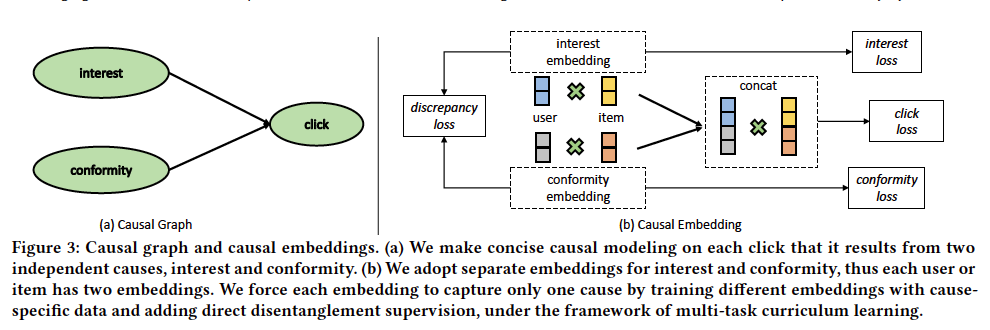 interest
conformity
click
(a) Causal Graph
interest
embedding
discrepancy
loss
user
item
conformity
embedding
concat
interest
loss
click
loss
conformity
loss
(b) Causal Embedding
Figure 3: Causal graph and causal embeddings. (a) We make concise causal modeling on each click that it results from two
independent causes, interest and conformity. (b) We adopt separate embeddings for interest and conformity, thus each user or
item has two embeddings. We force each embedding to capture only one cause by training different embeddings with cause-
specific data and adding direct disentanglement supervision, under the framework of multi-task curriculum learning.